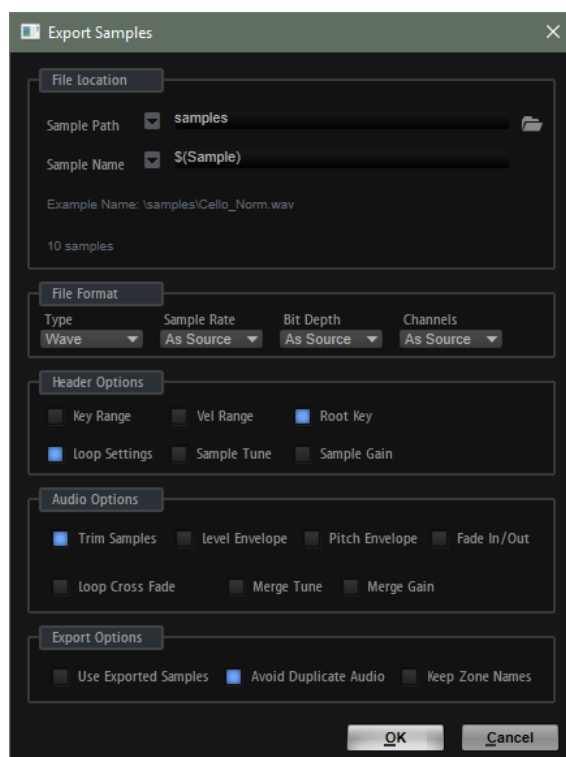 Export Samples
File Location
Sample Path samples
Sample Name $(Sample)
Example Name: \samples\Cello_Norm.wav
10 samples
File Format
Type Sample Rate Bit Depth Channels
Wave As Source As Source As Source
Header Options
Key Range Vel Range Root Key
Loop Settings Sample Tune Sample Gain
Audio Options
Trim Samples Level Envelope Pitch Envelope Fade In/Out
Loop Cross Fade Merge Tune Merge Gain
Export Options
Use Exported Samples Avoid Duplicate Audio Keep Zone Names
OK Cancel